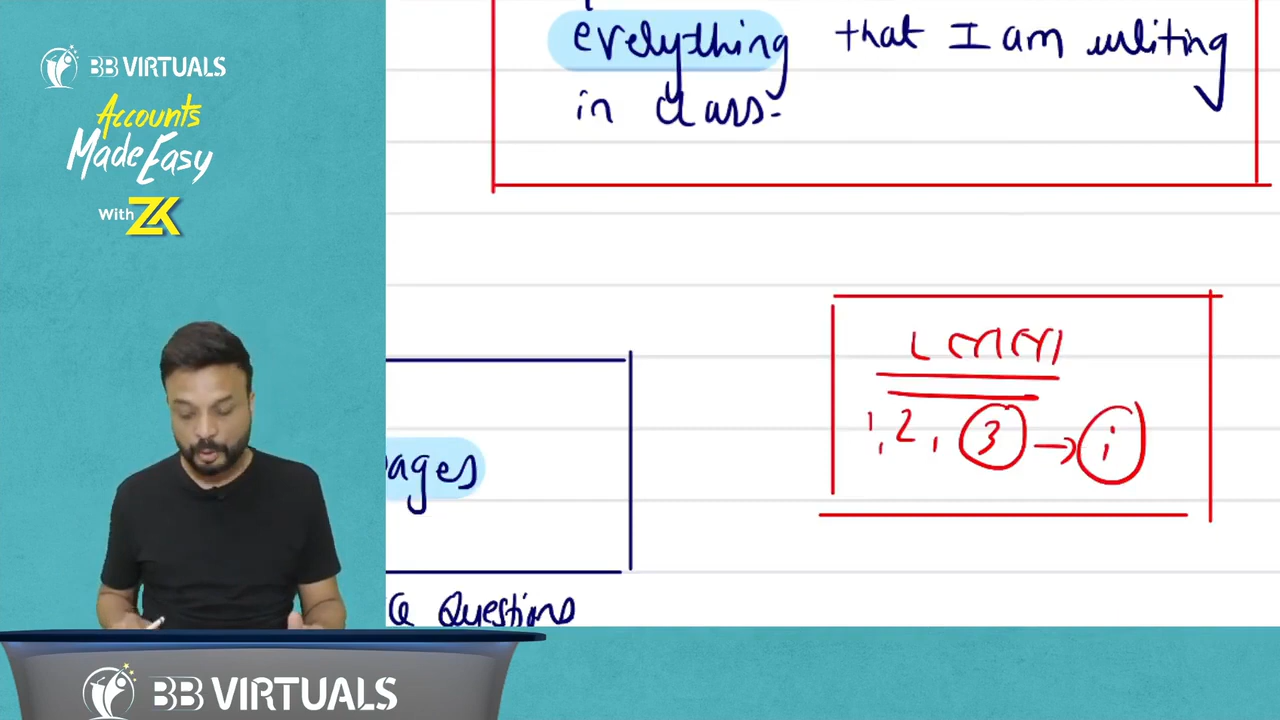 BB VIRTUALS
Accounts
Made Easy
With ZK
everything that I am writing
in class.
1, 2, 3 → i
ages
Questions
BB VIRTUALS